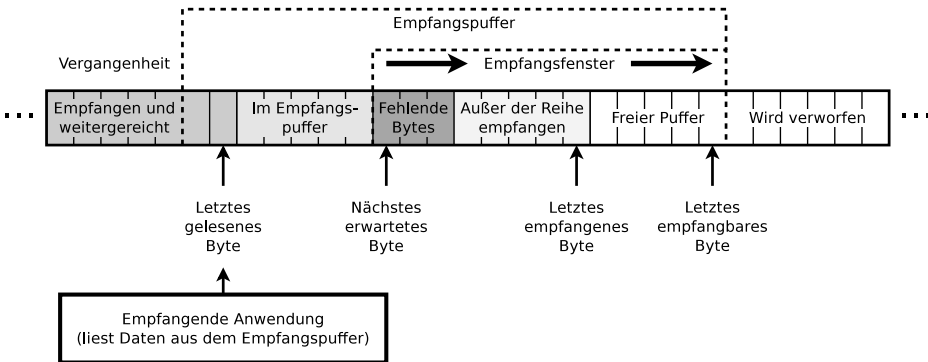 Empfangspuffer
Vergangenheit
Empfangsfenster
Empfangen und
weitergereicht
Im Empfangs-
puffer
Fehlende
Bytes
Außer der Reihe
empfangen
Freier Puffer
Wird verworfen
Letztes
gelesenes
Byte
Nächstes
erwartetes
Byte
Letztes
empfangenes
Byte
Letztes
empfangbares
Byte
Empfangende Anwendung
(liest Daten aus dem Empfangspuffer)